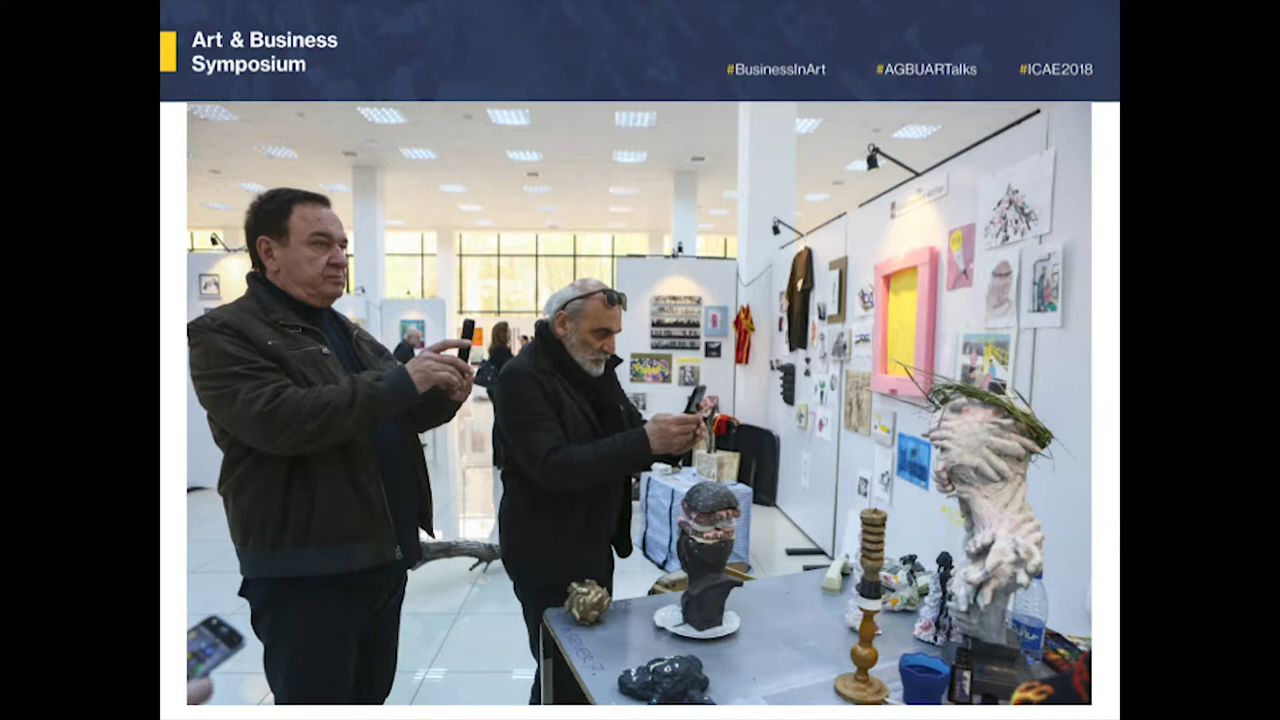 Art & Business
Symposium
#BusinessInArt
#AGBUARTalks
#ICAE2018